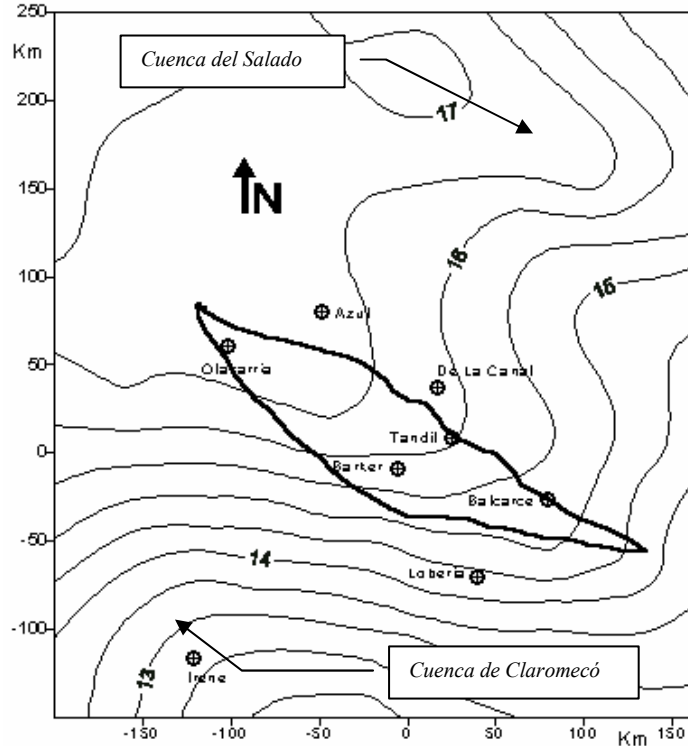 250
Km
Cuenca del Salado
200
17
150
N
100
16
15
Azul
50
Olavarría
De La Canal
Tandil
0
Barker
Balcarce
-50
14
Lobería
-100
Cuenca de Claromecó
13
Irene
-150 -100 -50 0 50 100 150
Km